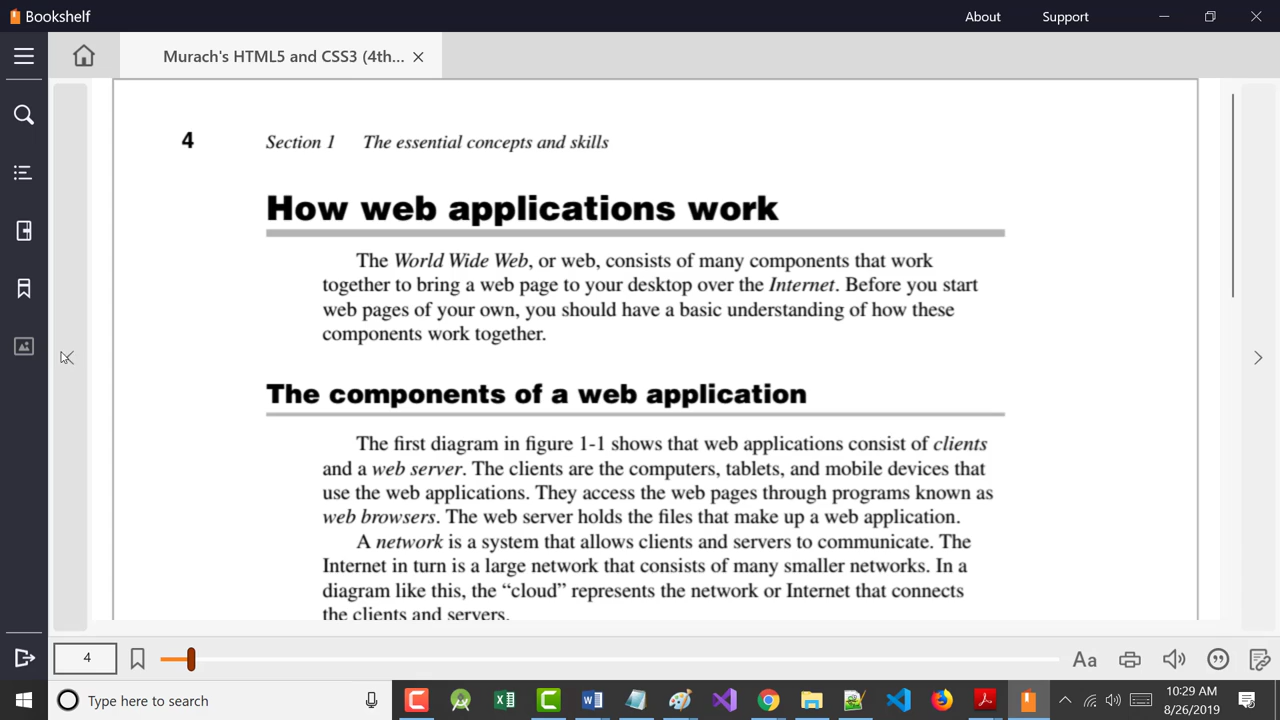 Bookshelf
About
Support
Murach's HTML5 and CSS3 (4th...
4
Section 1 The essential concepts and skills
How web applications work
The World Wide Web, or web, consists of many components that work
together to bring a web page to your desktop over the Internet. Before you start
web pages of your own, you should have a basic understanding of how these
components work together.
The components of a web application
The first diagram in figure 1-1 shows that web applications consist of clients
and a web server. The clients are the computers, tablets, and mobile devices that
use the web applications. They access the web pages through programs known as
web browsers. The web server holds the files that make up a web application.
A network is a system that allows clients and servers to communicate. The
Internet in turn is a large network that consists of many smaller networks. In a
diagram like this, the “cloud” represents the network or Internet that connects
the clients and servers.
4
Aa
Type here to search
10:29 AM
8/26/2019